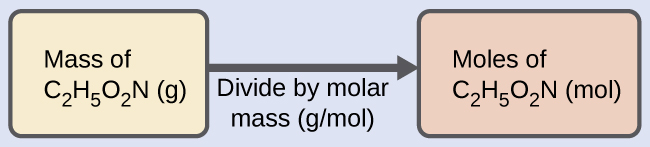 Mass of
C₂H₅O₂N (g)
Divide by molar
mass (g/mol)
Moles of
C₂H₅O₂N (mol)